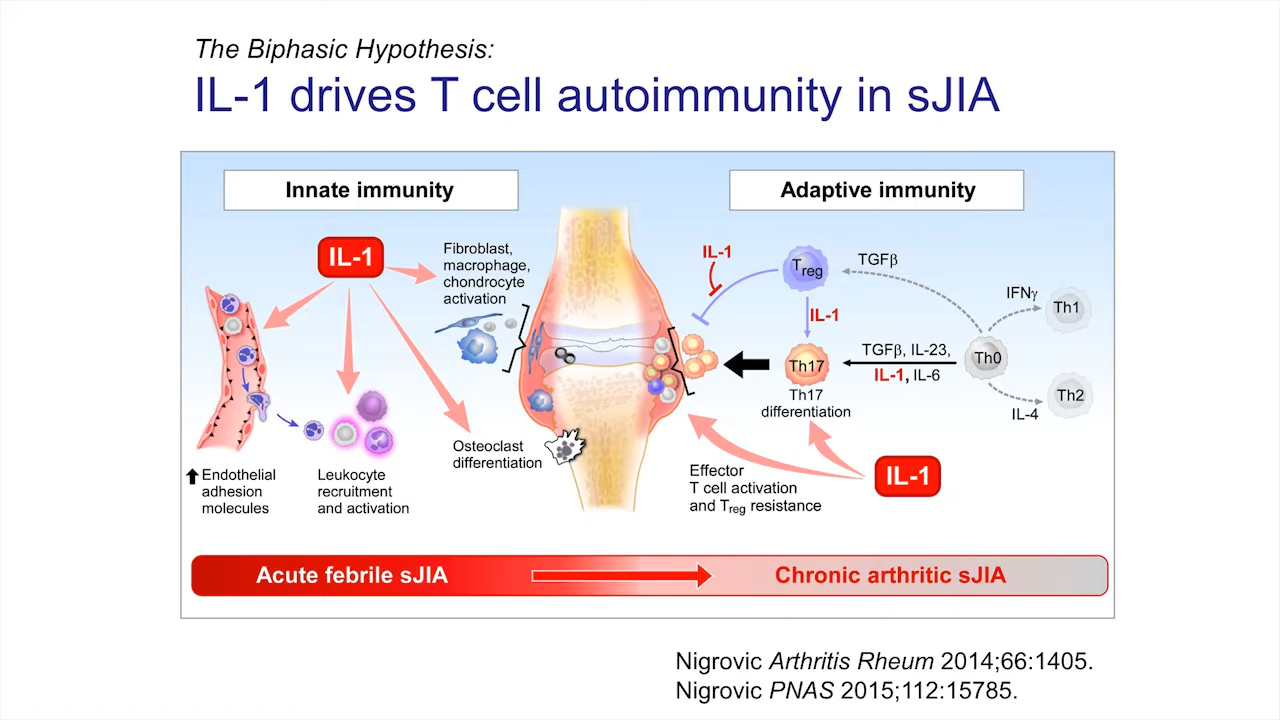 The Biphasic Hypothesis:
IL-1 drives T cell autoimmunity in sJIA
Innate immunity
Adaptive immunity
IL-1
Fibroblast,
macrophage,
chondrocyte
activation
Endothelial
adhesion
molecules
Leukocyte
recruitment
and activation
Osteoclast
differentiation
IL-1
Treg
TGFβ
IL-1
IFNγ
Th1
Th17
TGFβ, IL-23,
IL-1, IL-6
Th0
Th2
IL-4
Th17
differentiation
Effector
T cell activation
and Treg resistance
IL-1
Acute febrile sJIA
Chronic arthritic sJIA
Nigrovic Arthritis Rheum 2014;66:1405.
Nigrovic PNAS 2015;112:15785.